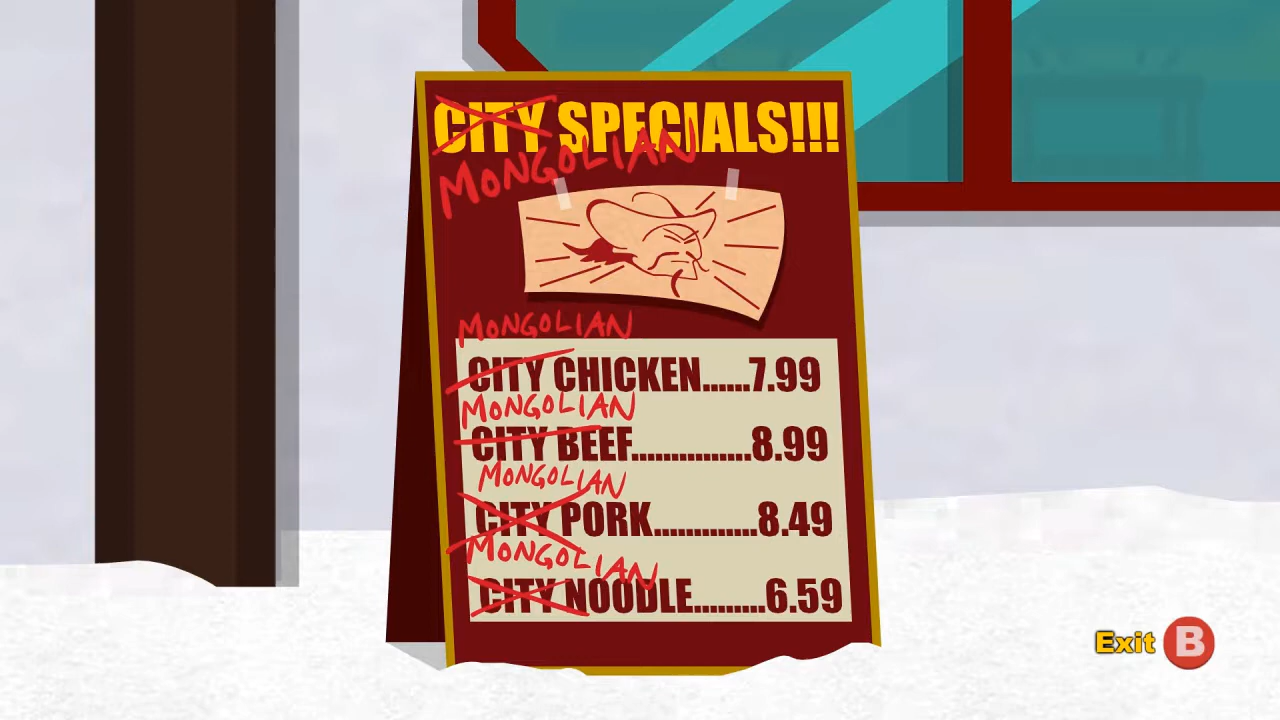 CITY SPECIALS!!!
MONGOLIAN
MONGOLIAN
CITY CHICKEN......7.99
MONGOLIAN
CITY BEEF...............8.99
MONGOLIAN
CITY PORK.............8.49
MONGOLIAN
CITY NOODLE.........6.59
Exit B